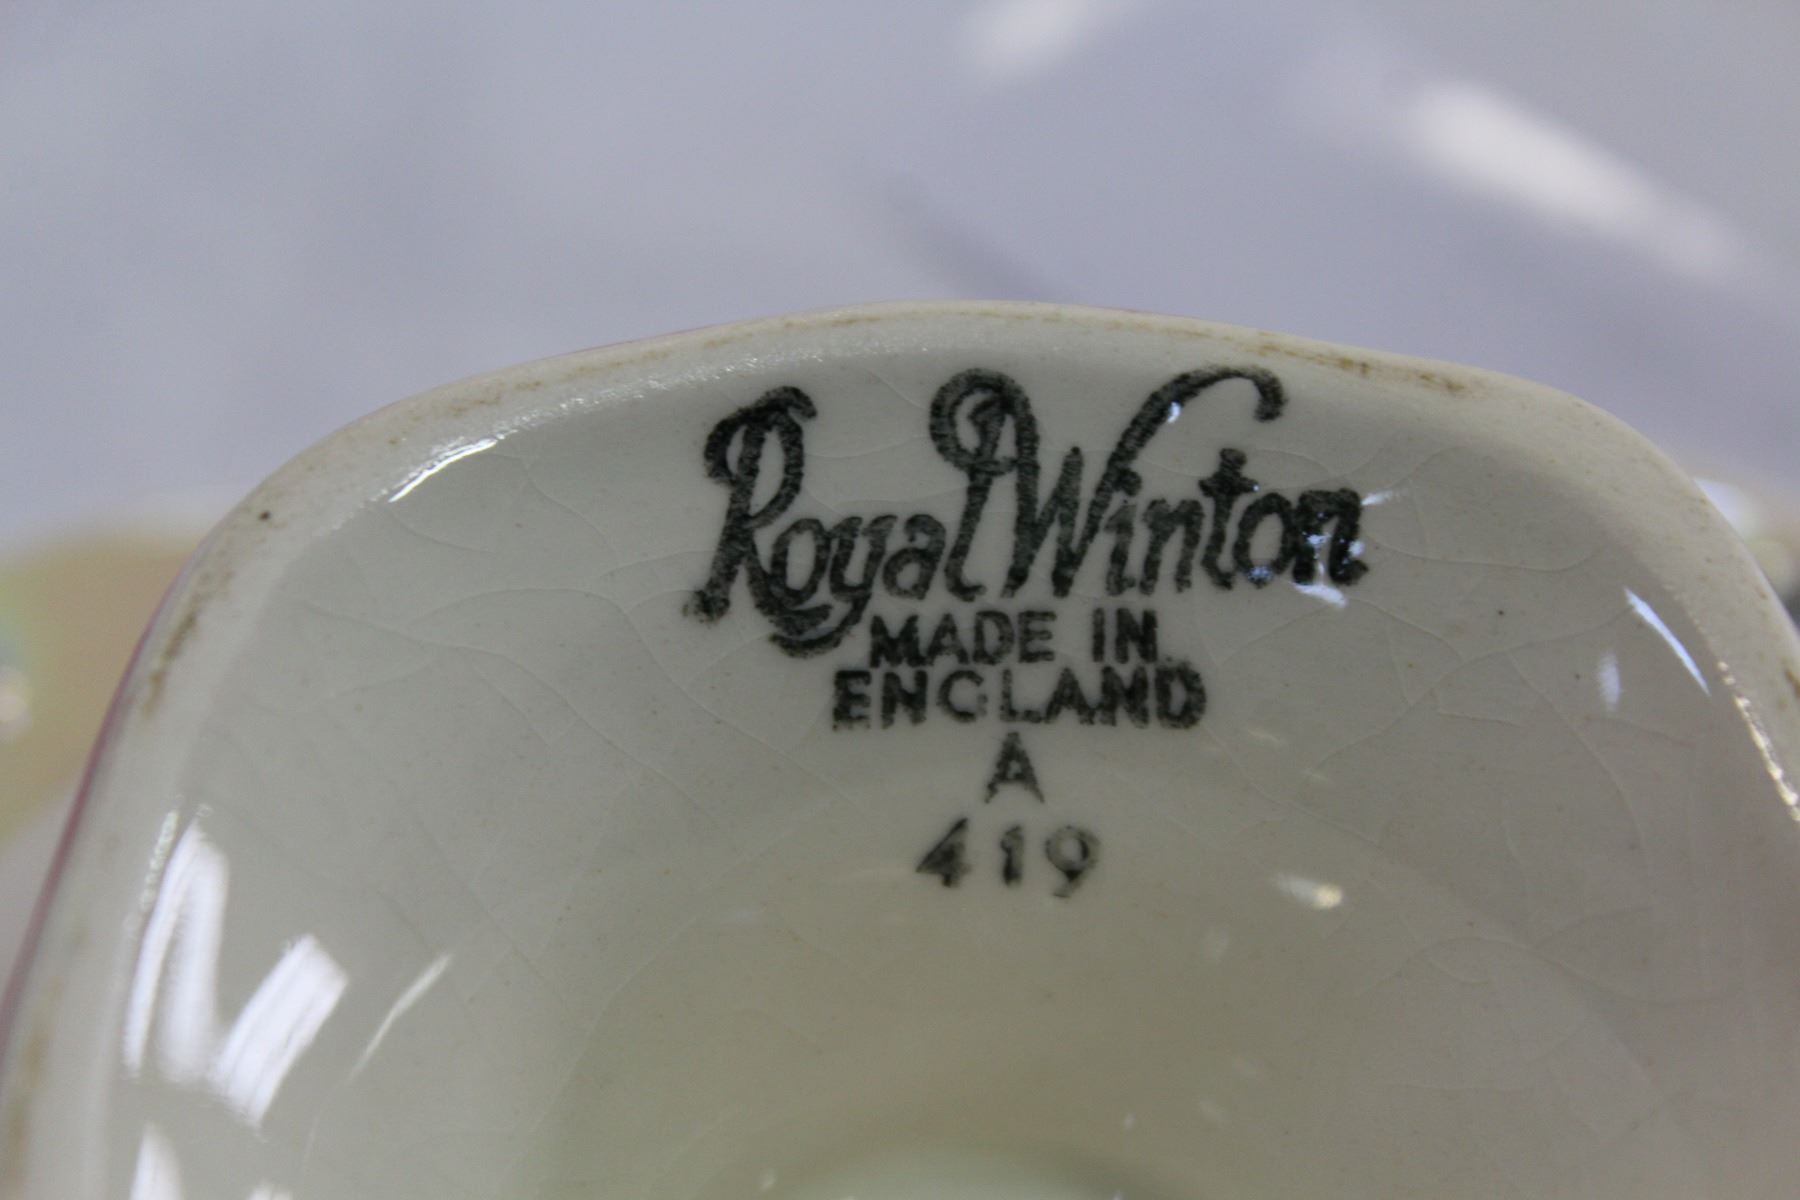 Royal Winton
MADE IN
ENGLAND
A
419